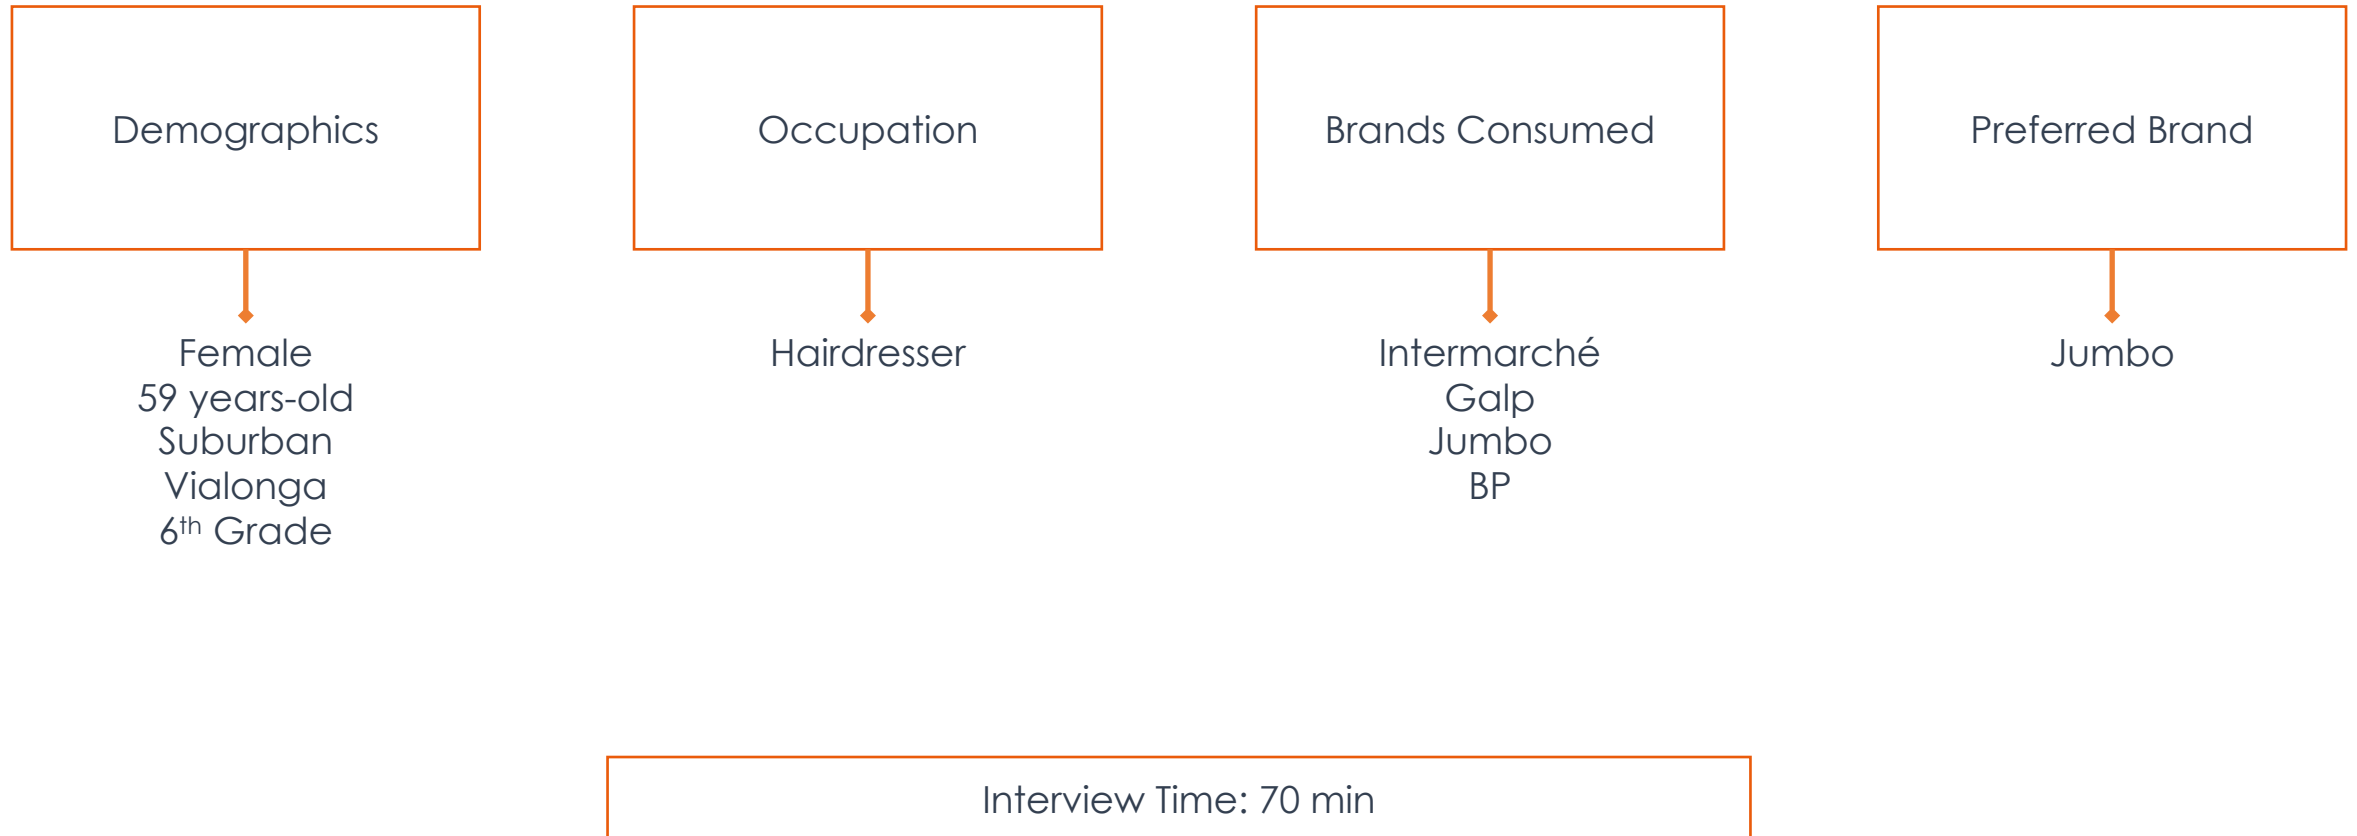 Demographics
Occupation
Brands Consumed
Preferred Brand
Female
59 years-old
Suburban
Vialonga
6th Grade
Hairdresser
Intermarché
Galp
Jumbo
BP
Jumbo
Interview Time: 70 min